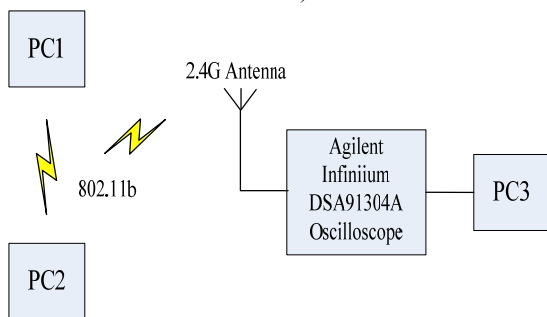 )
PC1
2.4G Antenna
802.11b
Agilent
Infiniium
DSA91304A
Oscilloscope
PC3
PC2